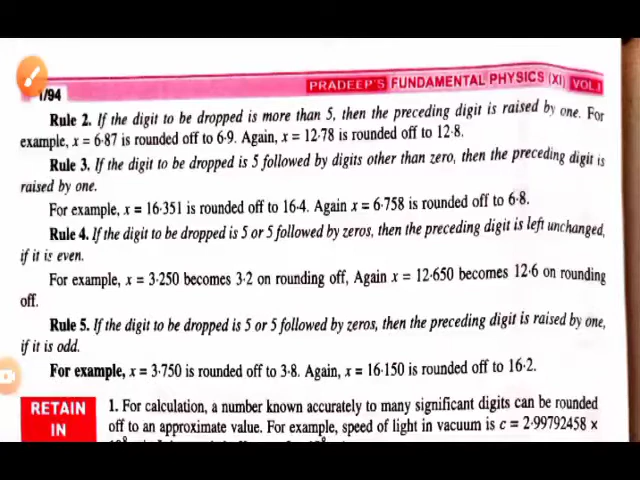 1/94
PRADEEP'S FUNDAMENTAL PHYSICS (XI) VOL.I
Rule 2. If the digit to be dropped is more than 5, then the preceding digit is raised by one. For
example, x = 6·87 is rounded off to 6·9. Again, x = 12·78 is rounded off to 12·8.
Rule 3. If the digit to be dropped is 5 followed by digits other than zero, then the preceding digit is
raised by one.
For example, x = 16·351 is rounded off to 16·4. Again x = 6·758 is rounded off to 6·8.
Rule 4. If the digit to be dropped is 5 or 5 followed by zeros, then the preceding digit is left unchanged,
if it is even.
For example, x = 3·250 becomes 3·2 on rounding off, Again x = 12·650 becomes 12·6 on rounding
off.
Rule 5. If the digit to be dropped is 5 or 5 followed by zeros, then the preceding digit is raised by one,
if it is odd.
For example, x = 3·750 is rounded off to 3·8. Again, x = 16·150 is rounded off to 16·2.
RETAIN
IN
1. For calculation, a number known accurately to many significant digits can be rounded
off to an approximate value. For example, speed of light in vacuum is c = 2·99792458 ×